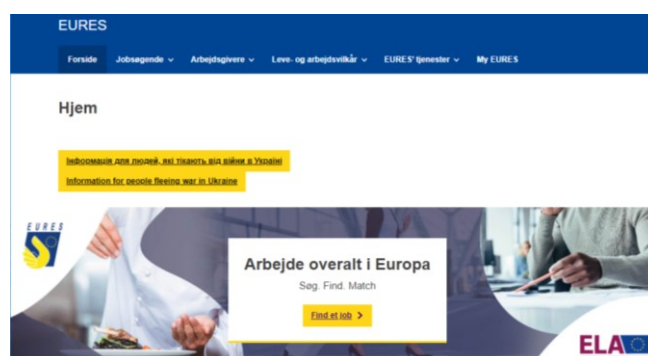 EURES
Forside Jobsøgende Arbejdsgivere Leve- og arbejdsvilkår EURES' tjenester My EURES
Hjem
Інформація для людей, які тікають від війни в Україні
Information for people fleeing war in Ukraine
EURES
Arbejde overalt i Europa
Søg. Find. Match
Find et job
ELA